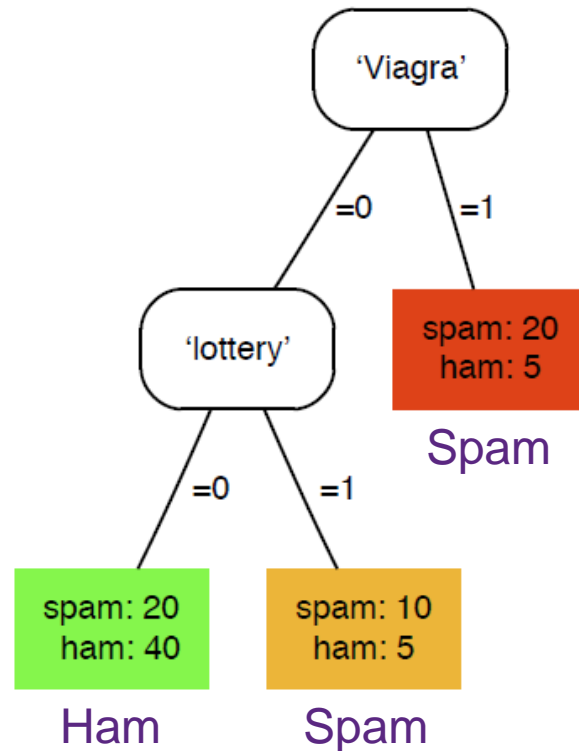 ‘Viagra’
=0
=1
‘lottery’
spam: 20
ham: 5
Spam
=0
=1
spam: 20
ham: 40
spam: 10
ham: 5
Ham
Spam